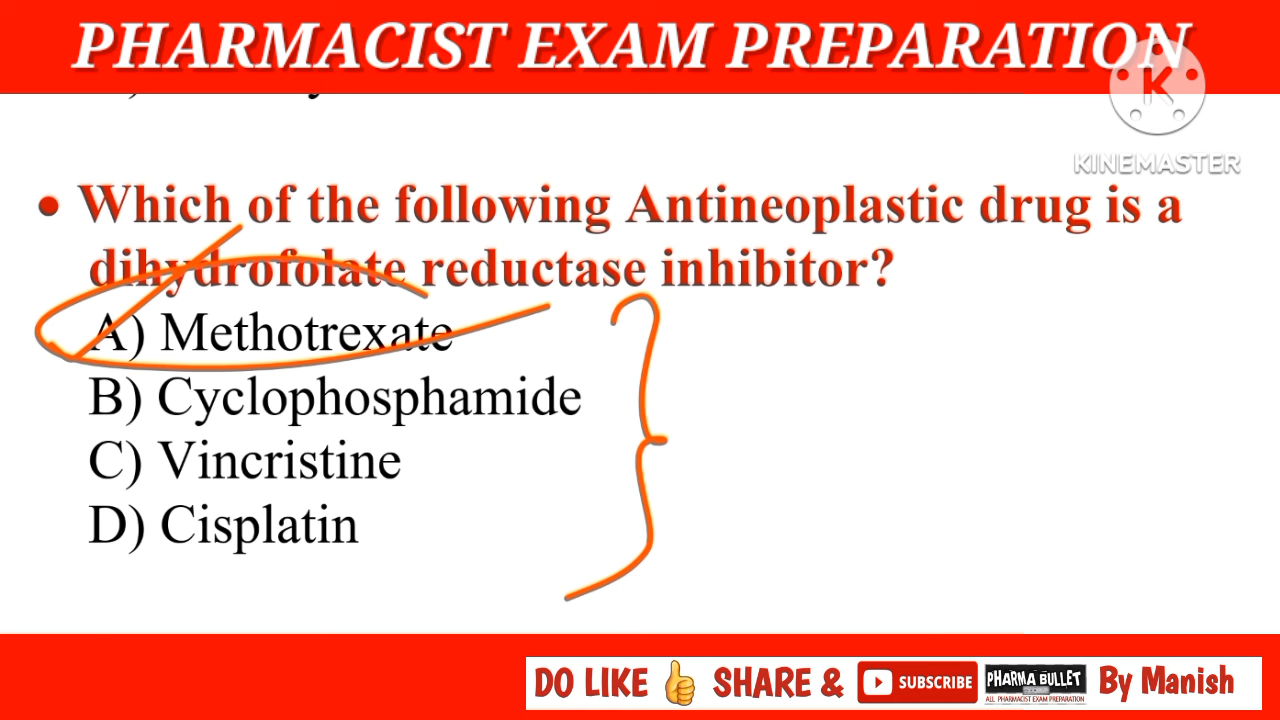 PHARMACIST EXAM PREPARATION
K
KINEMASTER
• Which of the following Antineoplastic drug is a
dihydrofolate reductase inhibitor?
A) Methotrexate
B) Cyclophosphamide
C) Vincristine
D) Cisplatin
DO LIKE 👍 SHARE & SUBSCRIBE PHARMA BULLET By Manish
ALL PHARMACIST EXAM PREPARATION